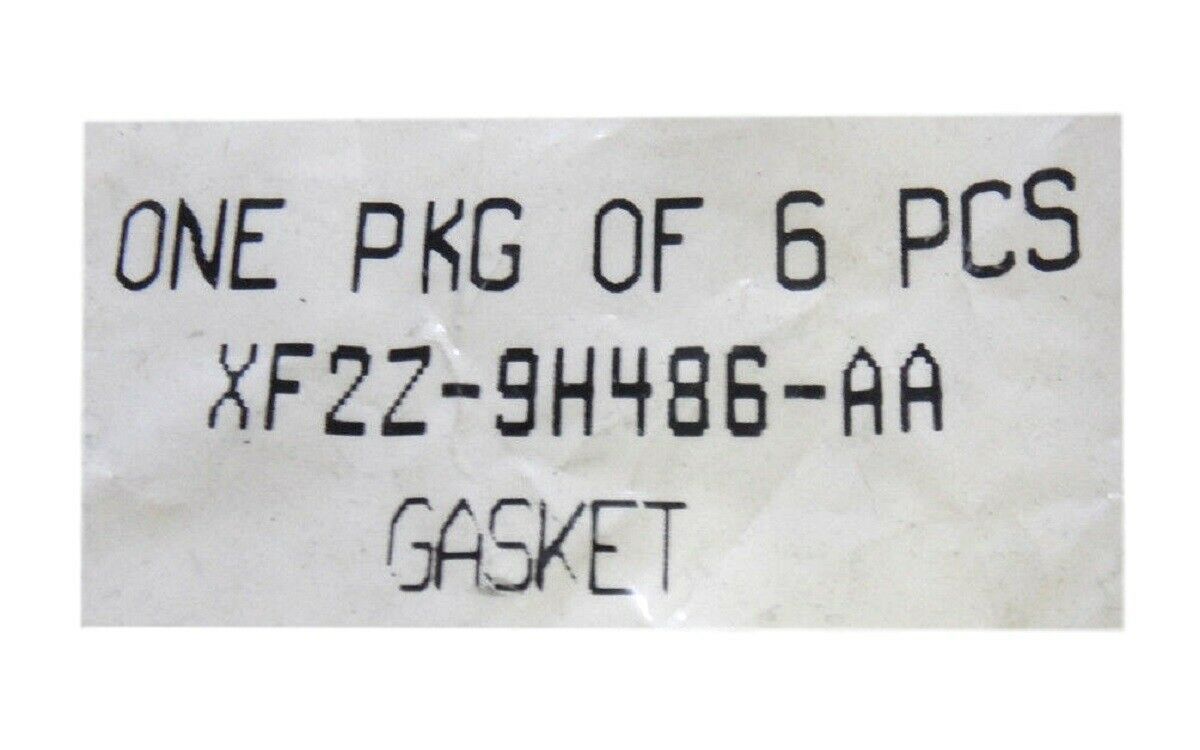 ONE PKG OF 6 PCS
XF2Z-9H486-AA
GASKET